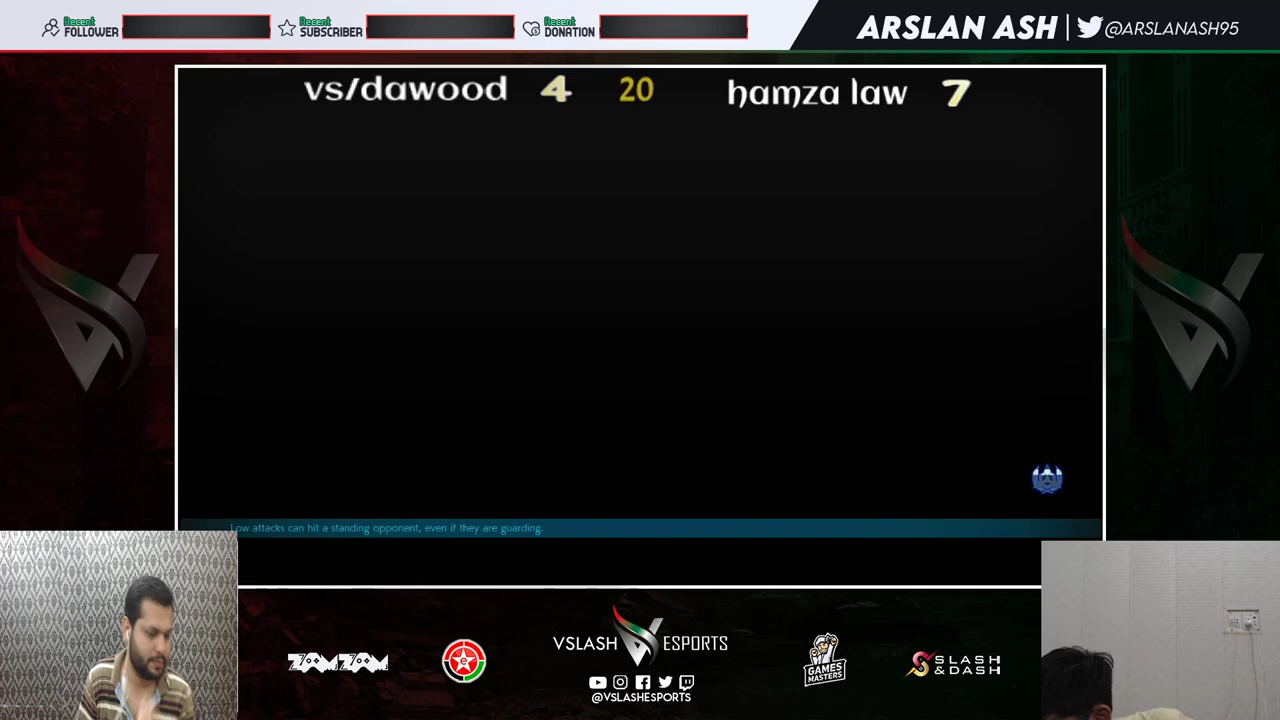 Recent
FOLLOWER
Recent
SUBSCRIBER
Recent
DONATION
ARSLAN ASH
@ARSLANASH95
vs/dawood 4 20 hamza law 7
Low attacks can hit a standing opponent, even if they are guarding.
ZAMZAM
VSLASH ESPORTS
@VSLASHESPORTS
GAMES
MASTERS
SLASH
& DASH